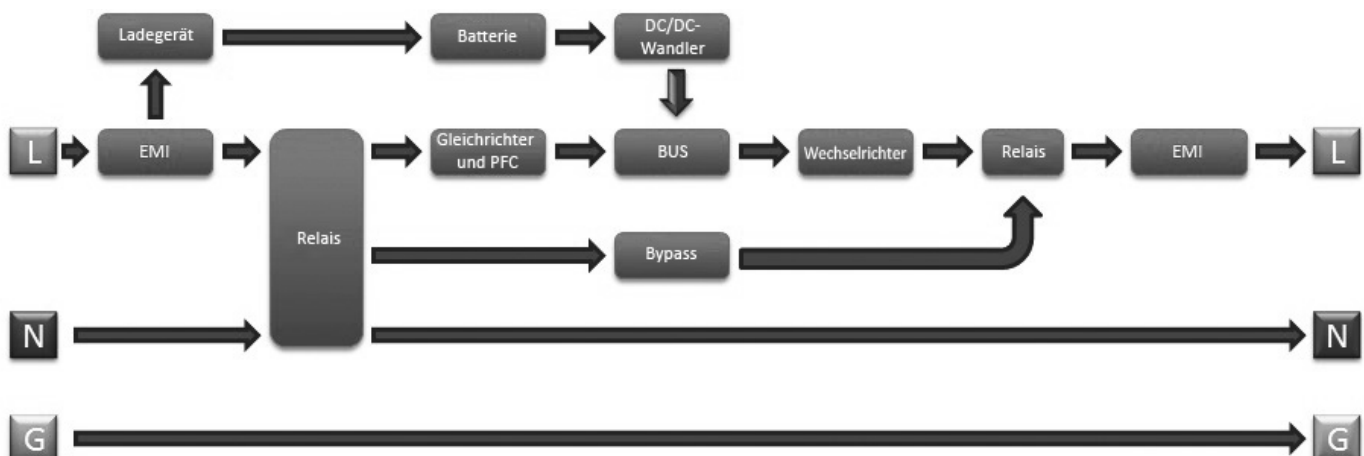 Ladegerät
Batterie
DC/DC-
Wandler
L
EMI
Gleichrichter
und PFC
BUS
Wechselrichter
Relais
EMI
L
Relais
Bypass
N
N
G
G